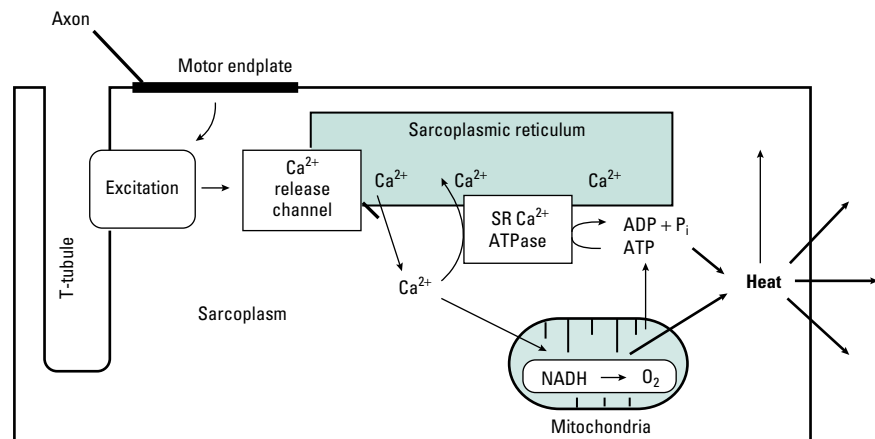 Axon
Motor endplate
Sarcoplasmic reticulum
Excitation
Ca²⁺
release
channel
Ca²⁺
Ca²⁺
Ca²⁺
SR Ca²⁺
ATPase
ADP + Pᵢ
ATP
T-tubule
Ca²⁺
Heat
Sarcoplasm
NADH
O₂
Mitochondria